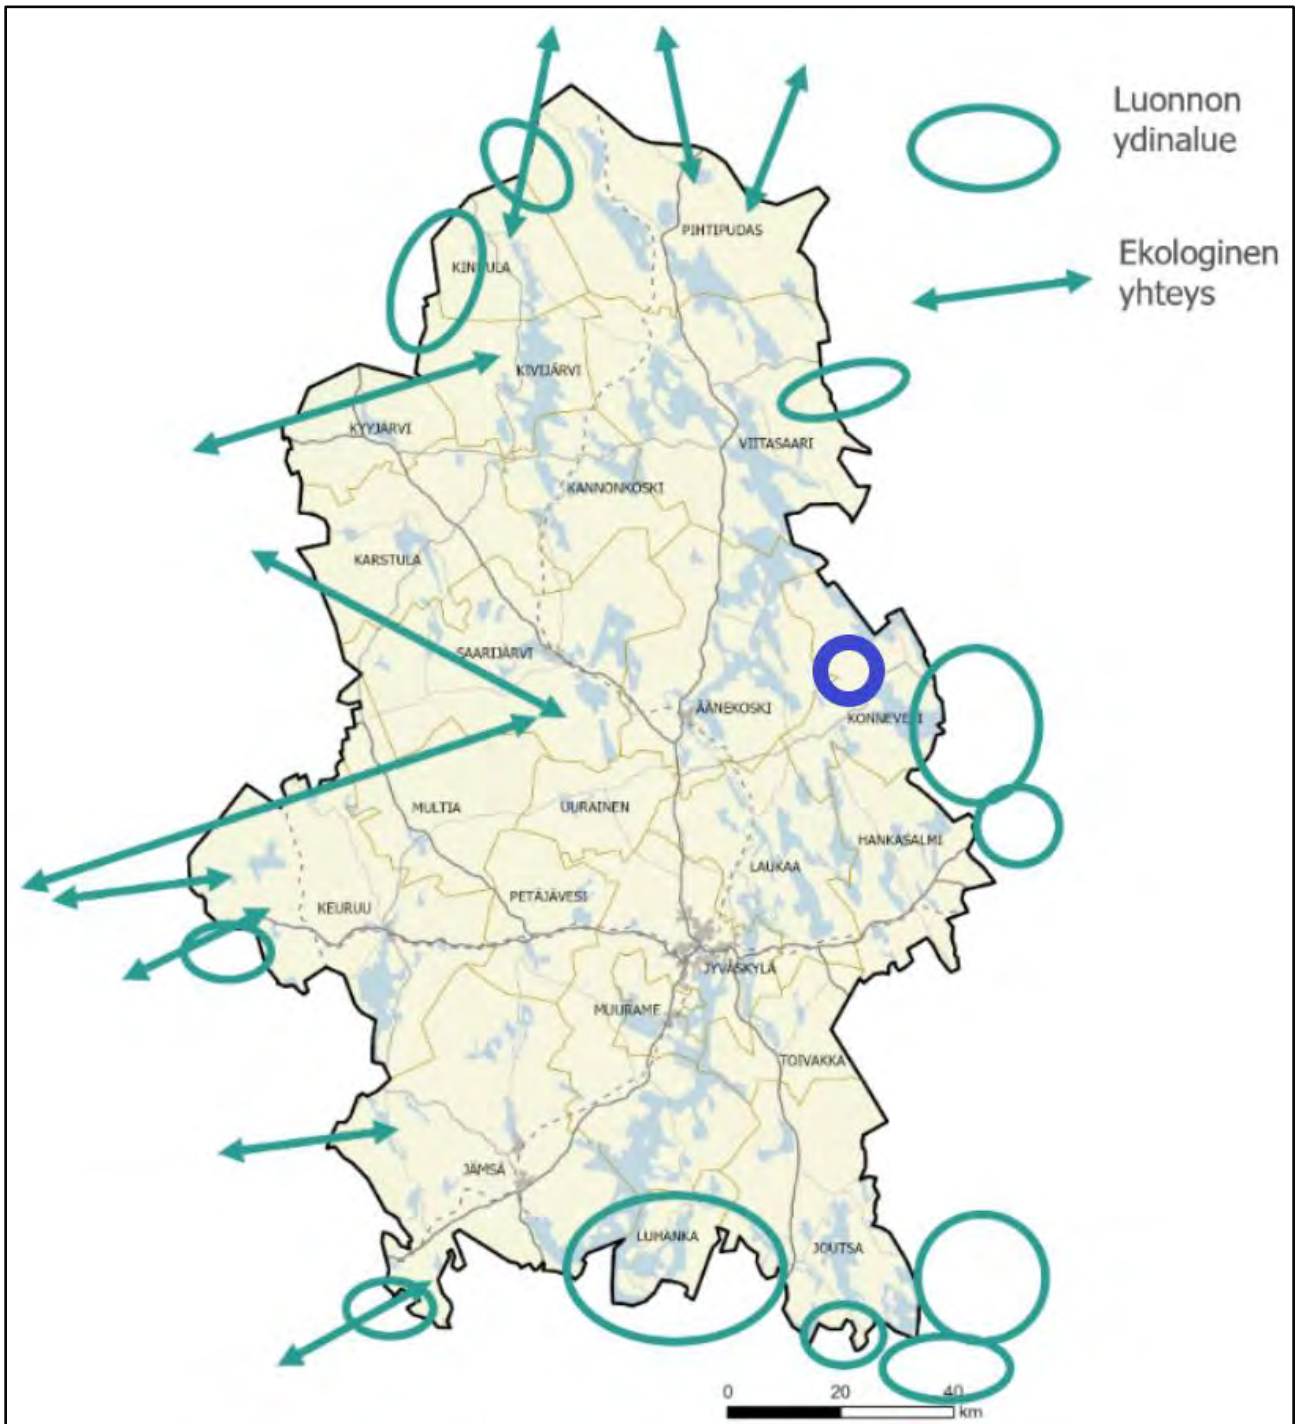 Luonnon
ydinalue
Ekologinen
yhteys
PIHTIPUDAS
KIVIJÄRVI
KYYJÄRVI
VIITASAARI
KANNONKOSKI
KARSTULA
SAARIJÄRVI
ÄÄNEKOSKI
MULTIA
UURAINEN
HANKASALMI
LAUKAA
PETÄJÄVESI
KEURUU
JYVÄSKYLÄ
MUURAME
TOIVAKKA
JÄMSÄ
LUHANKA
JOUTSA
0 20 40
km